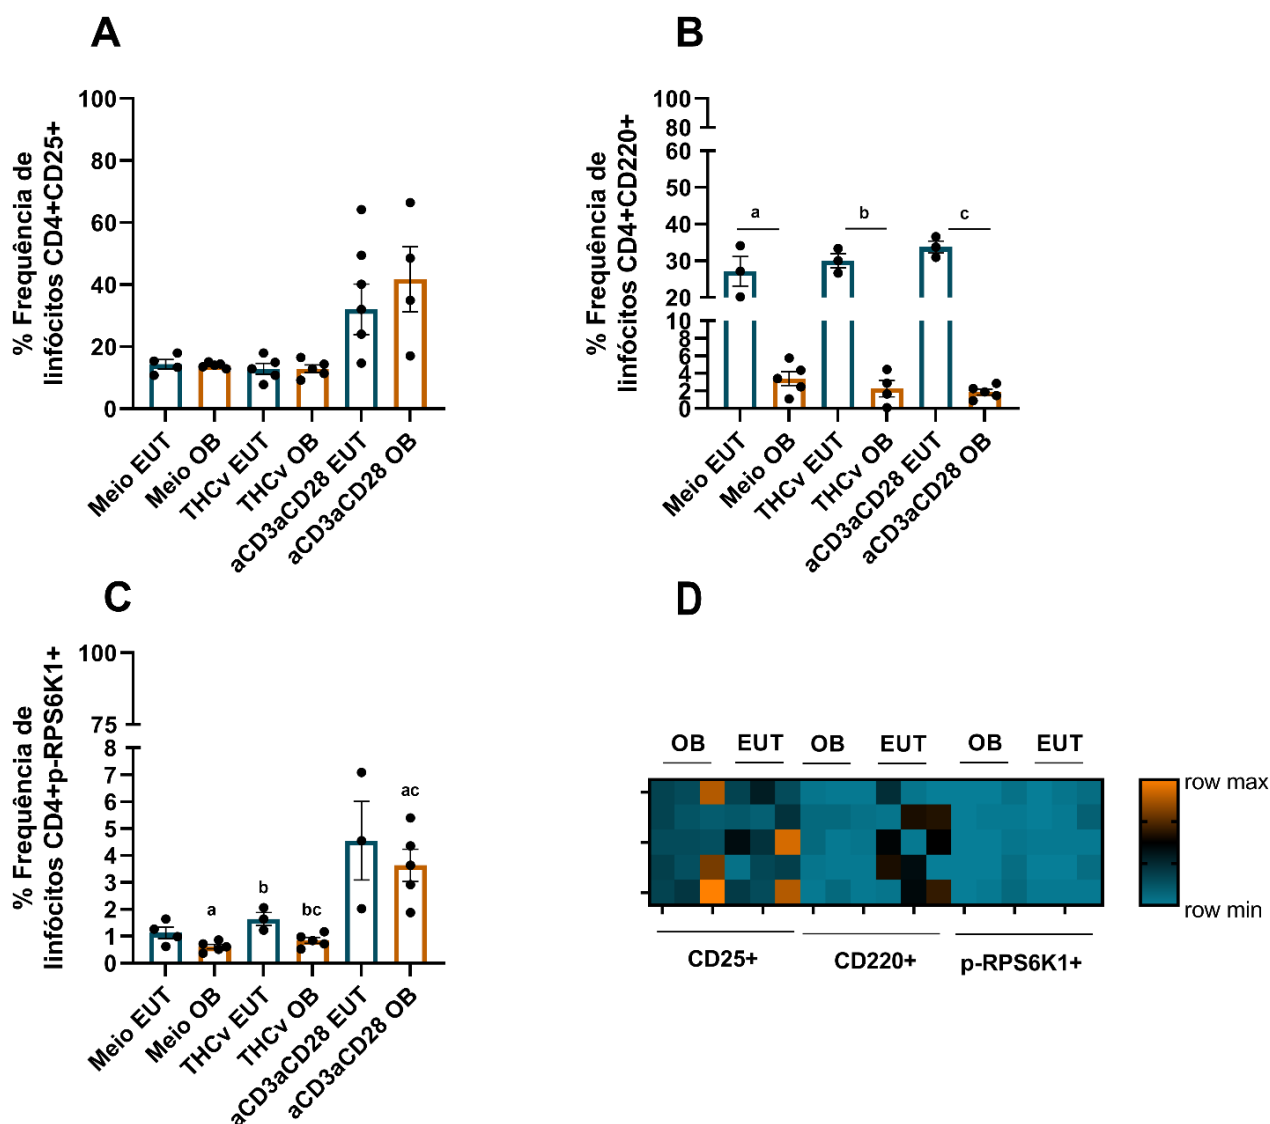 A
% Frequência de
linfócitos CD4+CD25+
100
80
60
40
20
0
Meio EUT
Meio OB
THCv EUT
THCv OB
aCD3aCD28 EUT
aCD3aCD28 OB
B
% Frequência de
linfócitos CD4+CD220+
100
80
60
50
40
30
20
10
8
6
4
2
0
a
b
c
Meio EUT
Meio OB
THCv EUT
THCv OB
aCD3aCD28 EUT
aCD3aCD28 OB
C
% Frequência de
linfócitos CD4+p-RPS6K1+
100
75
8
7
6
5
4
3
2
1
0
a
b
bc
ac
Meio EUT
Meio OB
THCv EUT
THCv OB
aCD3aCD28 EUT
aCD3aCD28 OB
D
OB EUT OB EUT OB EUT
row max
row min
CD25+ CD220+ p-RPS6K1+